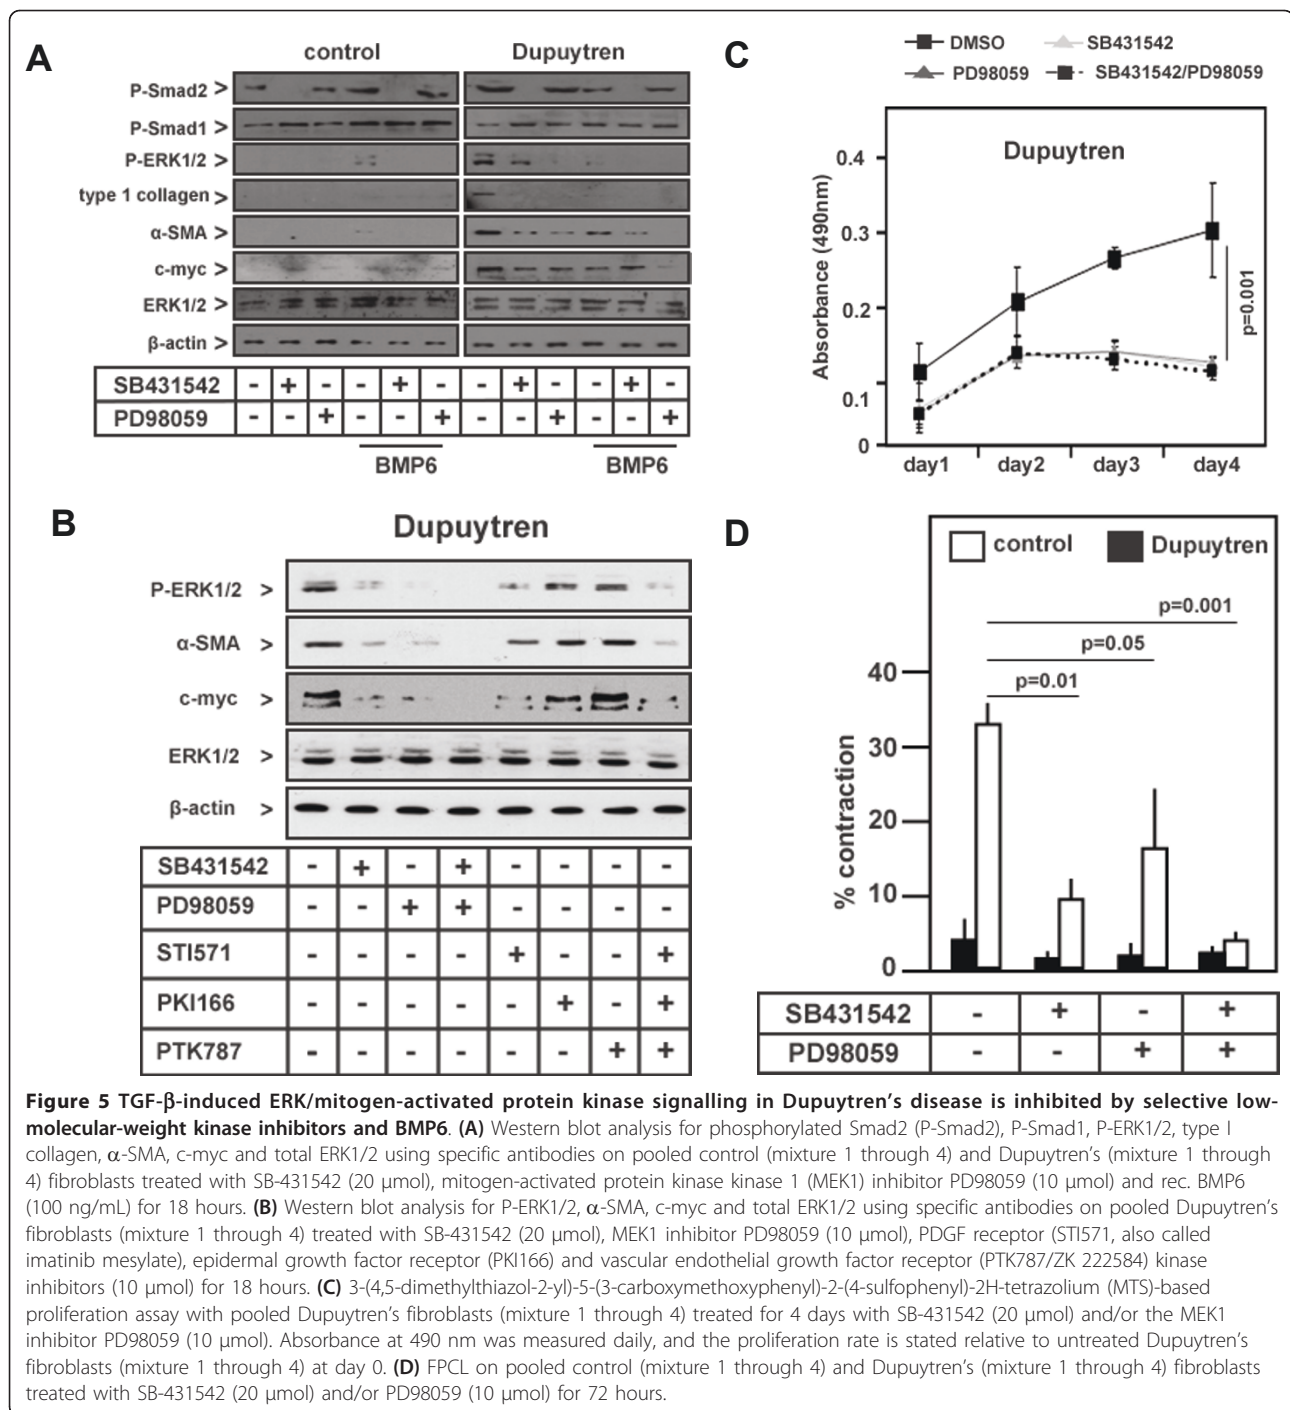 A
control Dupuytren
P-Smad2 >
P-Smad1 >
P-ERK1/2 >
type 1 collagen >
α-SMA >
c-myc >
ERK1/2 >
β-actin >
SB431542 - + - - + - - + - - + -
PD98059 - - + - - + - - + - - +
BMP6 BMP6
B
Dupuytren
P-ERK1/2 >
α-SMA >
c-myc >
ERK1/2 >
β-actin >
SB431542 - + - + - - - -
PD98059 - - + + - - - -
STI571 - - - - + - - +
PKI166 - - - - - + - +
PTK787 - - - - - - + +
C
DMSO SB431542
PD98059 SB431542/PD98059
Dupuytren
Absorbance (490nm)
0.4
0.3
0.2
0.1
0
p=0.001
day1 day2 day3 day4
D
control Dupuytren
p=0.001
p=0.05
p=0.01
% contraction
40
30
20
10
0
SB431542 - + - +
PD98059 - - + +
Figure 5 TGF-β-induced ERK/mitogen-activated protein kinase signalling in Dupuytren's disease is inhibited by selective low-
molecular-weight kinase inhibitors and BMP6. (A) Western blot analysis for phosphorylated Smad2 (P-Smad2), P-Smad1, P-ERK1/2, type I
collagen, α-SMA, c-myc and total ERK1/2 using specific antibodies on pooled control (mixture 1 through 4) and Dupuytren's (mixture 1 through
4) fibroblasts treated with SB-431542 (20 μmol), mitogen-activated protein kinase kinase 1 (MEK1) inhibitor PD98059 (10 μmol) and rec. BMP6
(100 ng/mL) for 18 hours. (B) Western blot analysis for P-ERK1/2, α-SMA, c-myc and total ERK1/2 using specific antibodies on pooled Dupuytren's
fibroblasts (mixture 1 through 4) treated with SB-431542 (20 μmol), MEK1 inhibitor PD98059 (10 μmol), PDGF receptor (STI571, also called
imatinib mesylate), epidermal growth factor receptor (PKI166) and vascular endothelial growth factor receptor (PTK787/ZK 222584) kinase
inhibitors (10 μmol) for 18 hours. (C) 3-(4,5-dimethylthiazol-2-yl)-5-(3-carboxymethoxyphenyl)-2-(4-sulfophenyl)-2H-tetrazolium (MTS)-based
proliferation assay with pooled Dupuytren's fibroblasts (mixture 1 through 4) treated for 4 days with SB-431542 (20 μmol) and/or the MEK1
inhibitor PD98059 (10 μmol). Absorbance at 490 nm was measured daily, and the proliferation rate is stated relative to untreated Dupuytren's
fibroblasts (mixture 1 through 4) at day 0. (D) FPCL on pooled control (mixture 1 through 4) and Dupuytren's (mixture 1 through 4) fibroblasts
treated with SB-431542 (20 μmol) and/or PD98059 (10 μmol) for 72 hours.